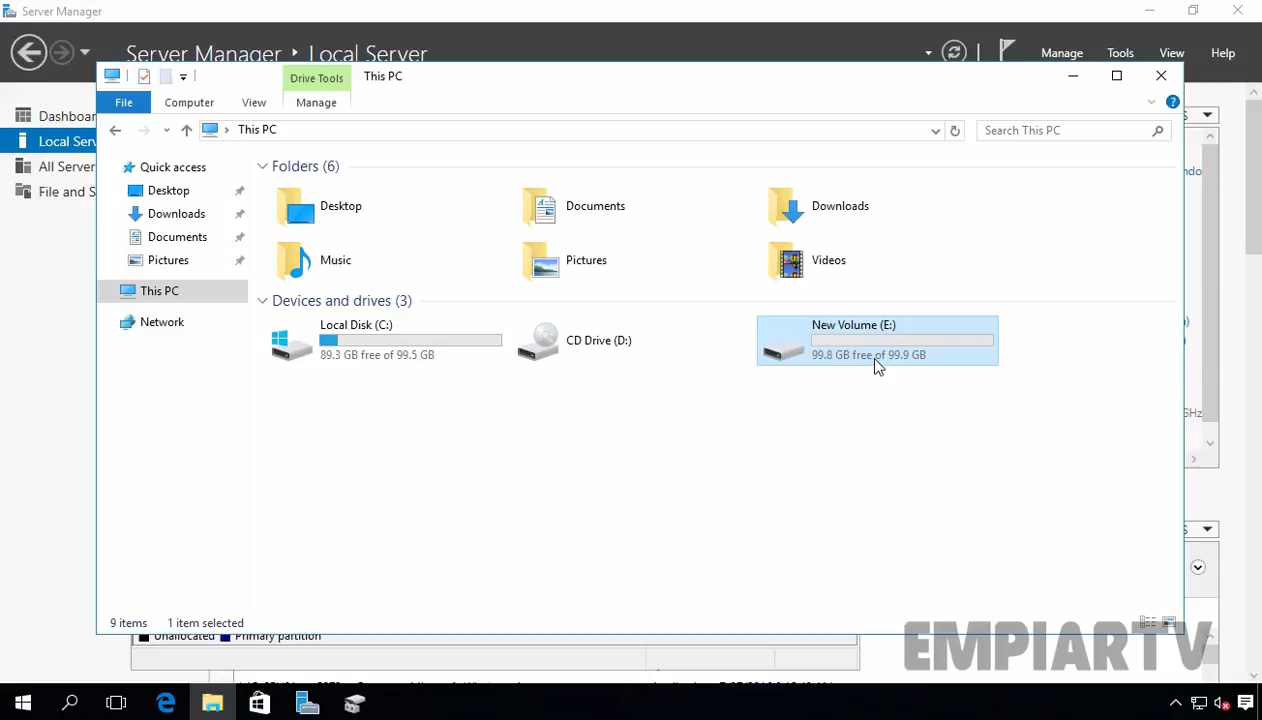 Server Manager
Server Manager
Local Server
Manage
Tools
View
Help
Drive Tools
This PC
File
Computer
View
Manage
This PC
Search This PC
Dashboar
Local Serv
All Server
File and S
Quick access
Desktop
Downloads
Documents
Pictures
This PC
Network
Folders (6)
Desktop
Documents
Downloads
Music
Pictures
Videos
Devices and drives (3)
Local Disk (C:)
89.3 GB free of 99.5 GB
CD Drive (D:)
New Volume (E:)
99.8 GB free of 99.9 GB
ndo
GHz
9 items
1 item selected
Unallocated
Primary partition
EMPIARTV